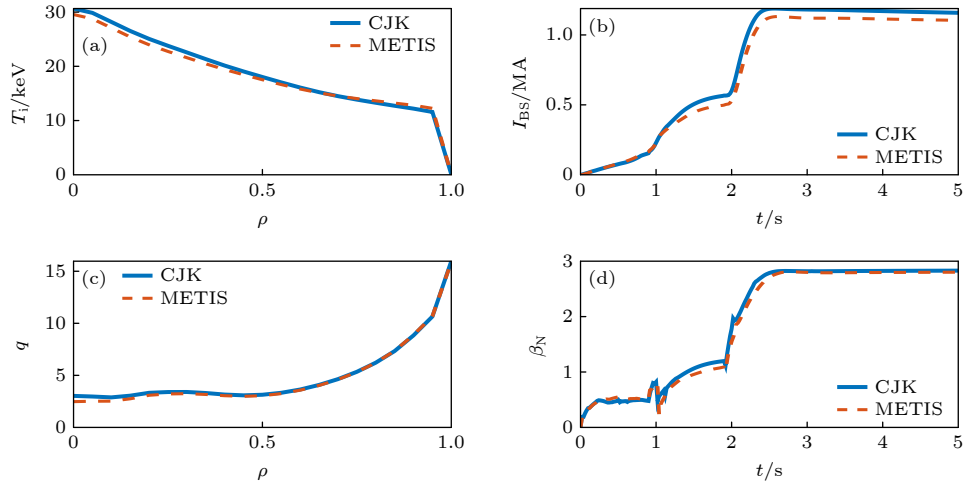 30
20
10
0
T_i/keV
(a)
CJK
METIS
0
0.5
1.0
ρ
1.0
0.5
0
I_BS/MA
(b)
CJK
METIS
0
1
2
3
4
5
t/s
15
10
5
0
q
(c)
CJK
METIS
0
0.5
1.0
ρ
3
2
1
0
β_N
(d)
CJK
METIS
0
1
2
3
4
5
t/s